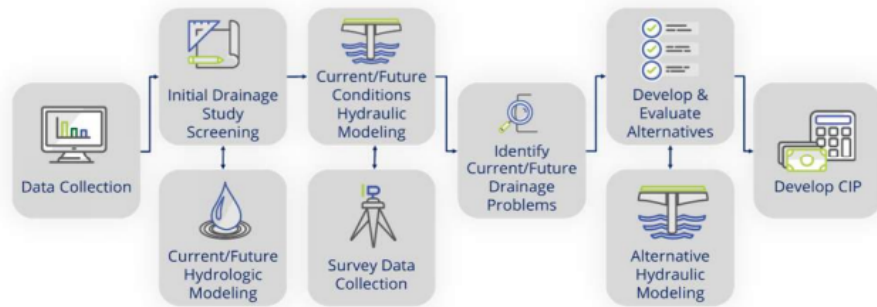 Data Collection
Initial Drainage
Study
Screening
Current/Future
Hydrologic
Modeling
Current/Future
Conditions
Hydraulic
Modeling
Survey Data
Collection
Identify
Current/Future
Drainage
Problems
Develop &
Evaluate
Alternatives
Alternative
Hydraulic
Modeling
Develop CIP